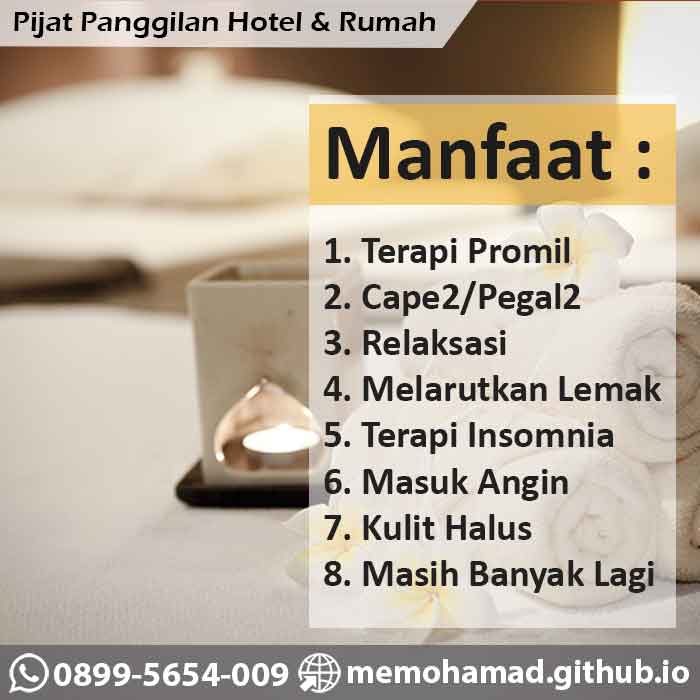 Pijat Panggilan Hotel & Rumah
Manfaat :
1. Terapi Promil
2. Cape2/Pegal2
3. Relaksasi
4. Melarutkan Lemak
5. Terapi Insomnia
6. Masuk Angin
7. Kulit Halus
8. Masih Banyak Lagi
0899-5654-009 memohamad.github.io